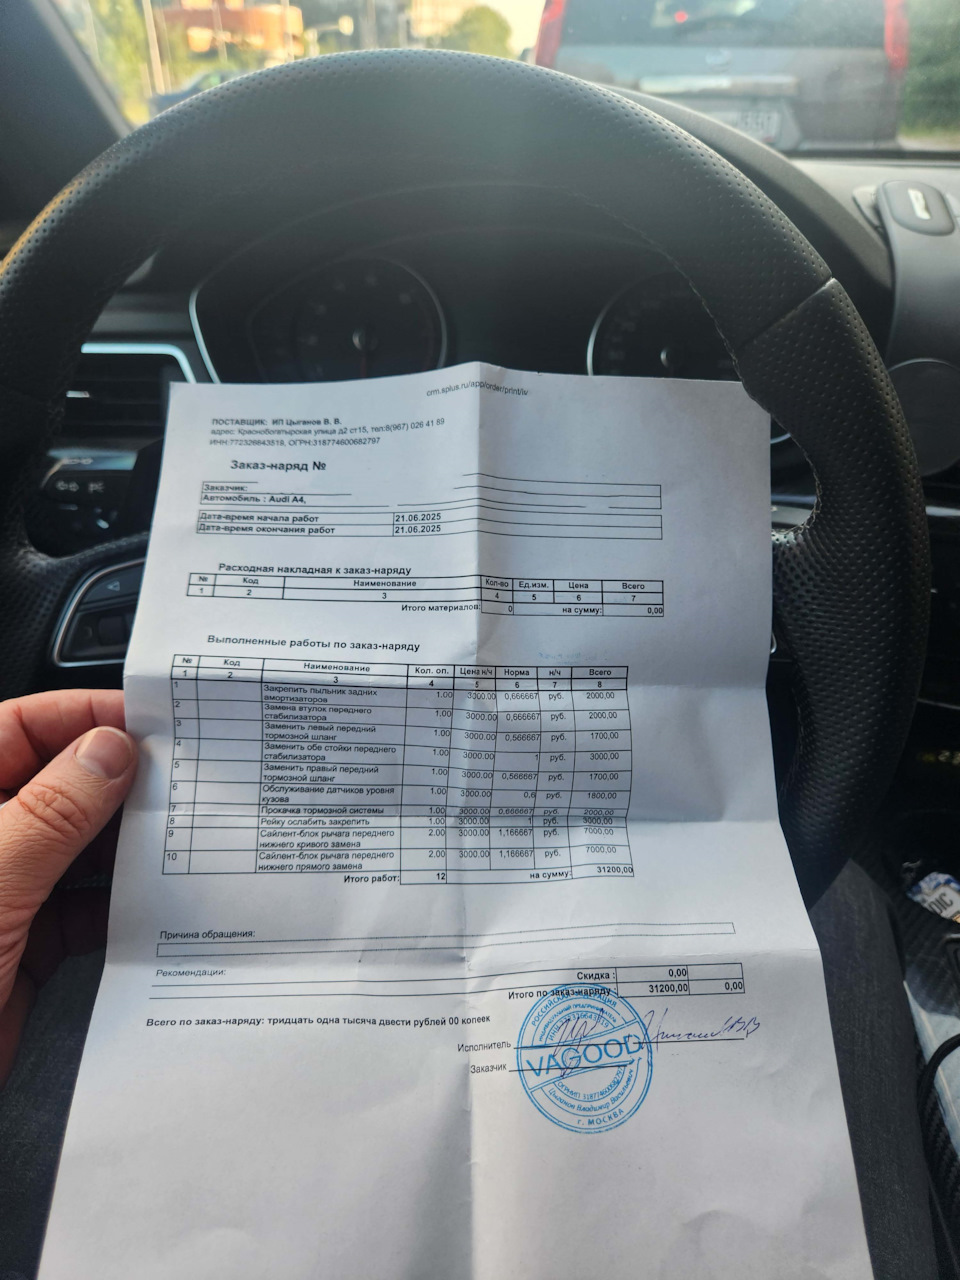 crm.splus.ru/app/order/print/is/
ПОСТАВЩИК: ИП Цыганов В. В.
адрес: Краснобогатырская улица д2 ст15, тел:8(967) 026 41 89
ИНН:772326643519, ОГРН:318774600682797
Заказ-наряд №
Заказчик:
Автомобиль : Audi A4,
Дата-время начала работ 21.06.2025
Дата-время окончания работ 21.06.2025
Расходная накладная к заказ-наряду
№ Код Наименование Кол-во Ед.изм. Цена Всего
1 2 3 4 5 6 7
Итого материалов: 0 на сумму: 0,00
Выполненные работы по заказ-наряду
№ Код Наименование Кол. оп. Цена н/ч Норма н/ч Всего
1 2 3 4 5 6 7 8
1 Закрепить пыльник задних 1.00 3000.00 0,666667 руб. 2000,00
амортизаторов
2 Замена втулок переднего 1.00 3000.00 0,666667 руб. 2000,00
стабилизатора
3 Заменить левый передний 1.00 3000.00 0,566667 руб. 1700,00
тормозной шланг
4 Заменить обе стойки переднего 1.00 3000.00 1 руб. 3000,00
стабилизатора
5 Заменить правый передний 1.00 3000.00 0,566667 руб. 1700,00
тормозной шланг
6 Обслуживание датчиков уровня 1.00 3000.00 0,6 руб. 1800,00
кузова
7 Прокачка тормозной системы 1.00 3000.00 0,666667 руб. 2000,00
8 Рейку ослабить закрепить 1.00 3000.00 1 руб. 3000,00
9 Сайлент-блок рычага переднего 2.00 3000.00 1,166667 руб. 7000,00
нижнего кривого замена
10 Сайлент-блок рычага переднего 2.00 3000.00 1,166667 руб. 7000,00
нижнего прямого замена
Итого работ: 12 на сумму: 31200,00
Причина обращения:
Рекомендации:
Скидка : 0,00
Итого по заказ-наряду 31200,00 0,00
Всего по заказ-наряду: тридцать одна тысяча двести рублей 00 копеек
Исполнитель
Заказчик
РОССИЙСКАЯ ФЕДЕРАЦИЯ
VAGOOD
ОГРНИП 318774600682797
Цыганов Владимир Васильевич
г. МОСКВА